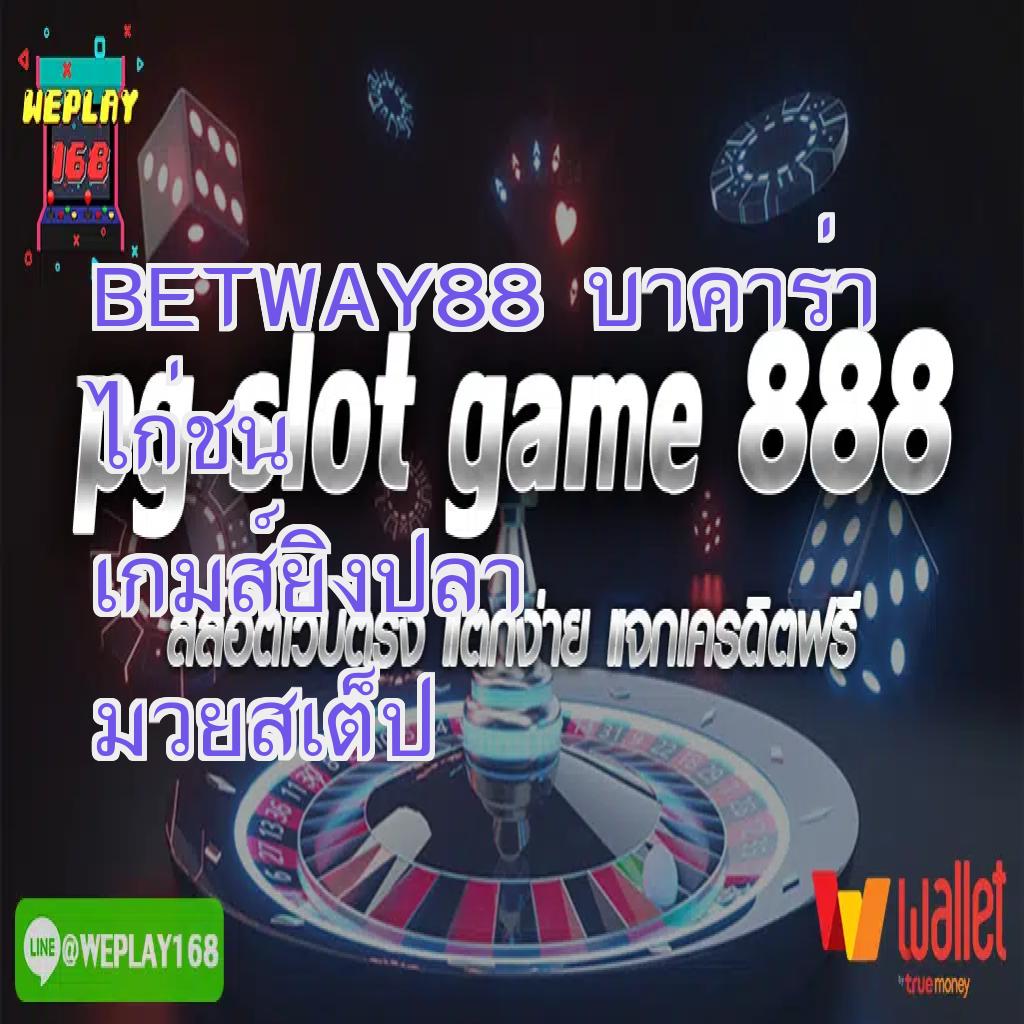 WEPLAY
168
BETWAY88 บาคาร่า
pg slot game 888
ไก่ชน
เกมส์ยิงปลา
สล็อตเว็บตรง แตกง่าย แจกเครดิตฟรี
มวยสเต็ป
LINE @WEPLAY168
wallet
by truemoney